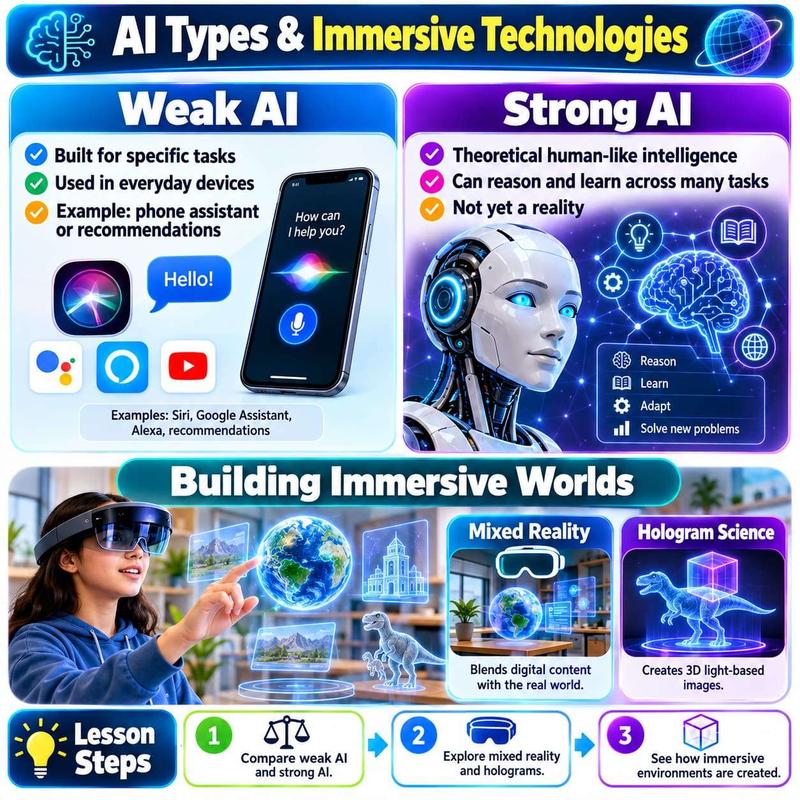 AI Types & Immersive Technologies
Weak AI
Built for specific tasks
Used in everyday devices
Example: phone assistant
or recommendations
Hello!
How can
I help you?
Examples: Siri, Google Assistant,
Alexa, recommendations
Strong AI
Theoretical human-like intelligence
Can reason and learn across many tasks
Not yet a reality
Reason
Learn
Adapt
Solve new problems
Building Immersive Worlds
Mixed Reality
Blends digital content
with the real world.
Hologram Science
Creates 3D light-based
images.
Lesson
Steps
1
Compare weak AI
and strong AI.
2
Explore mixed reality
and holograms.
3
See how immersive
environments are created.